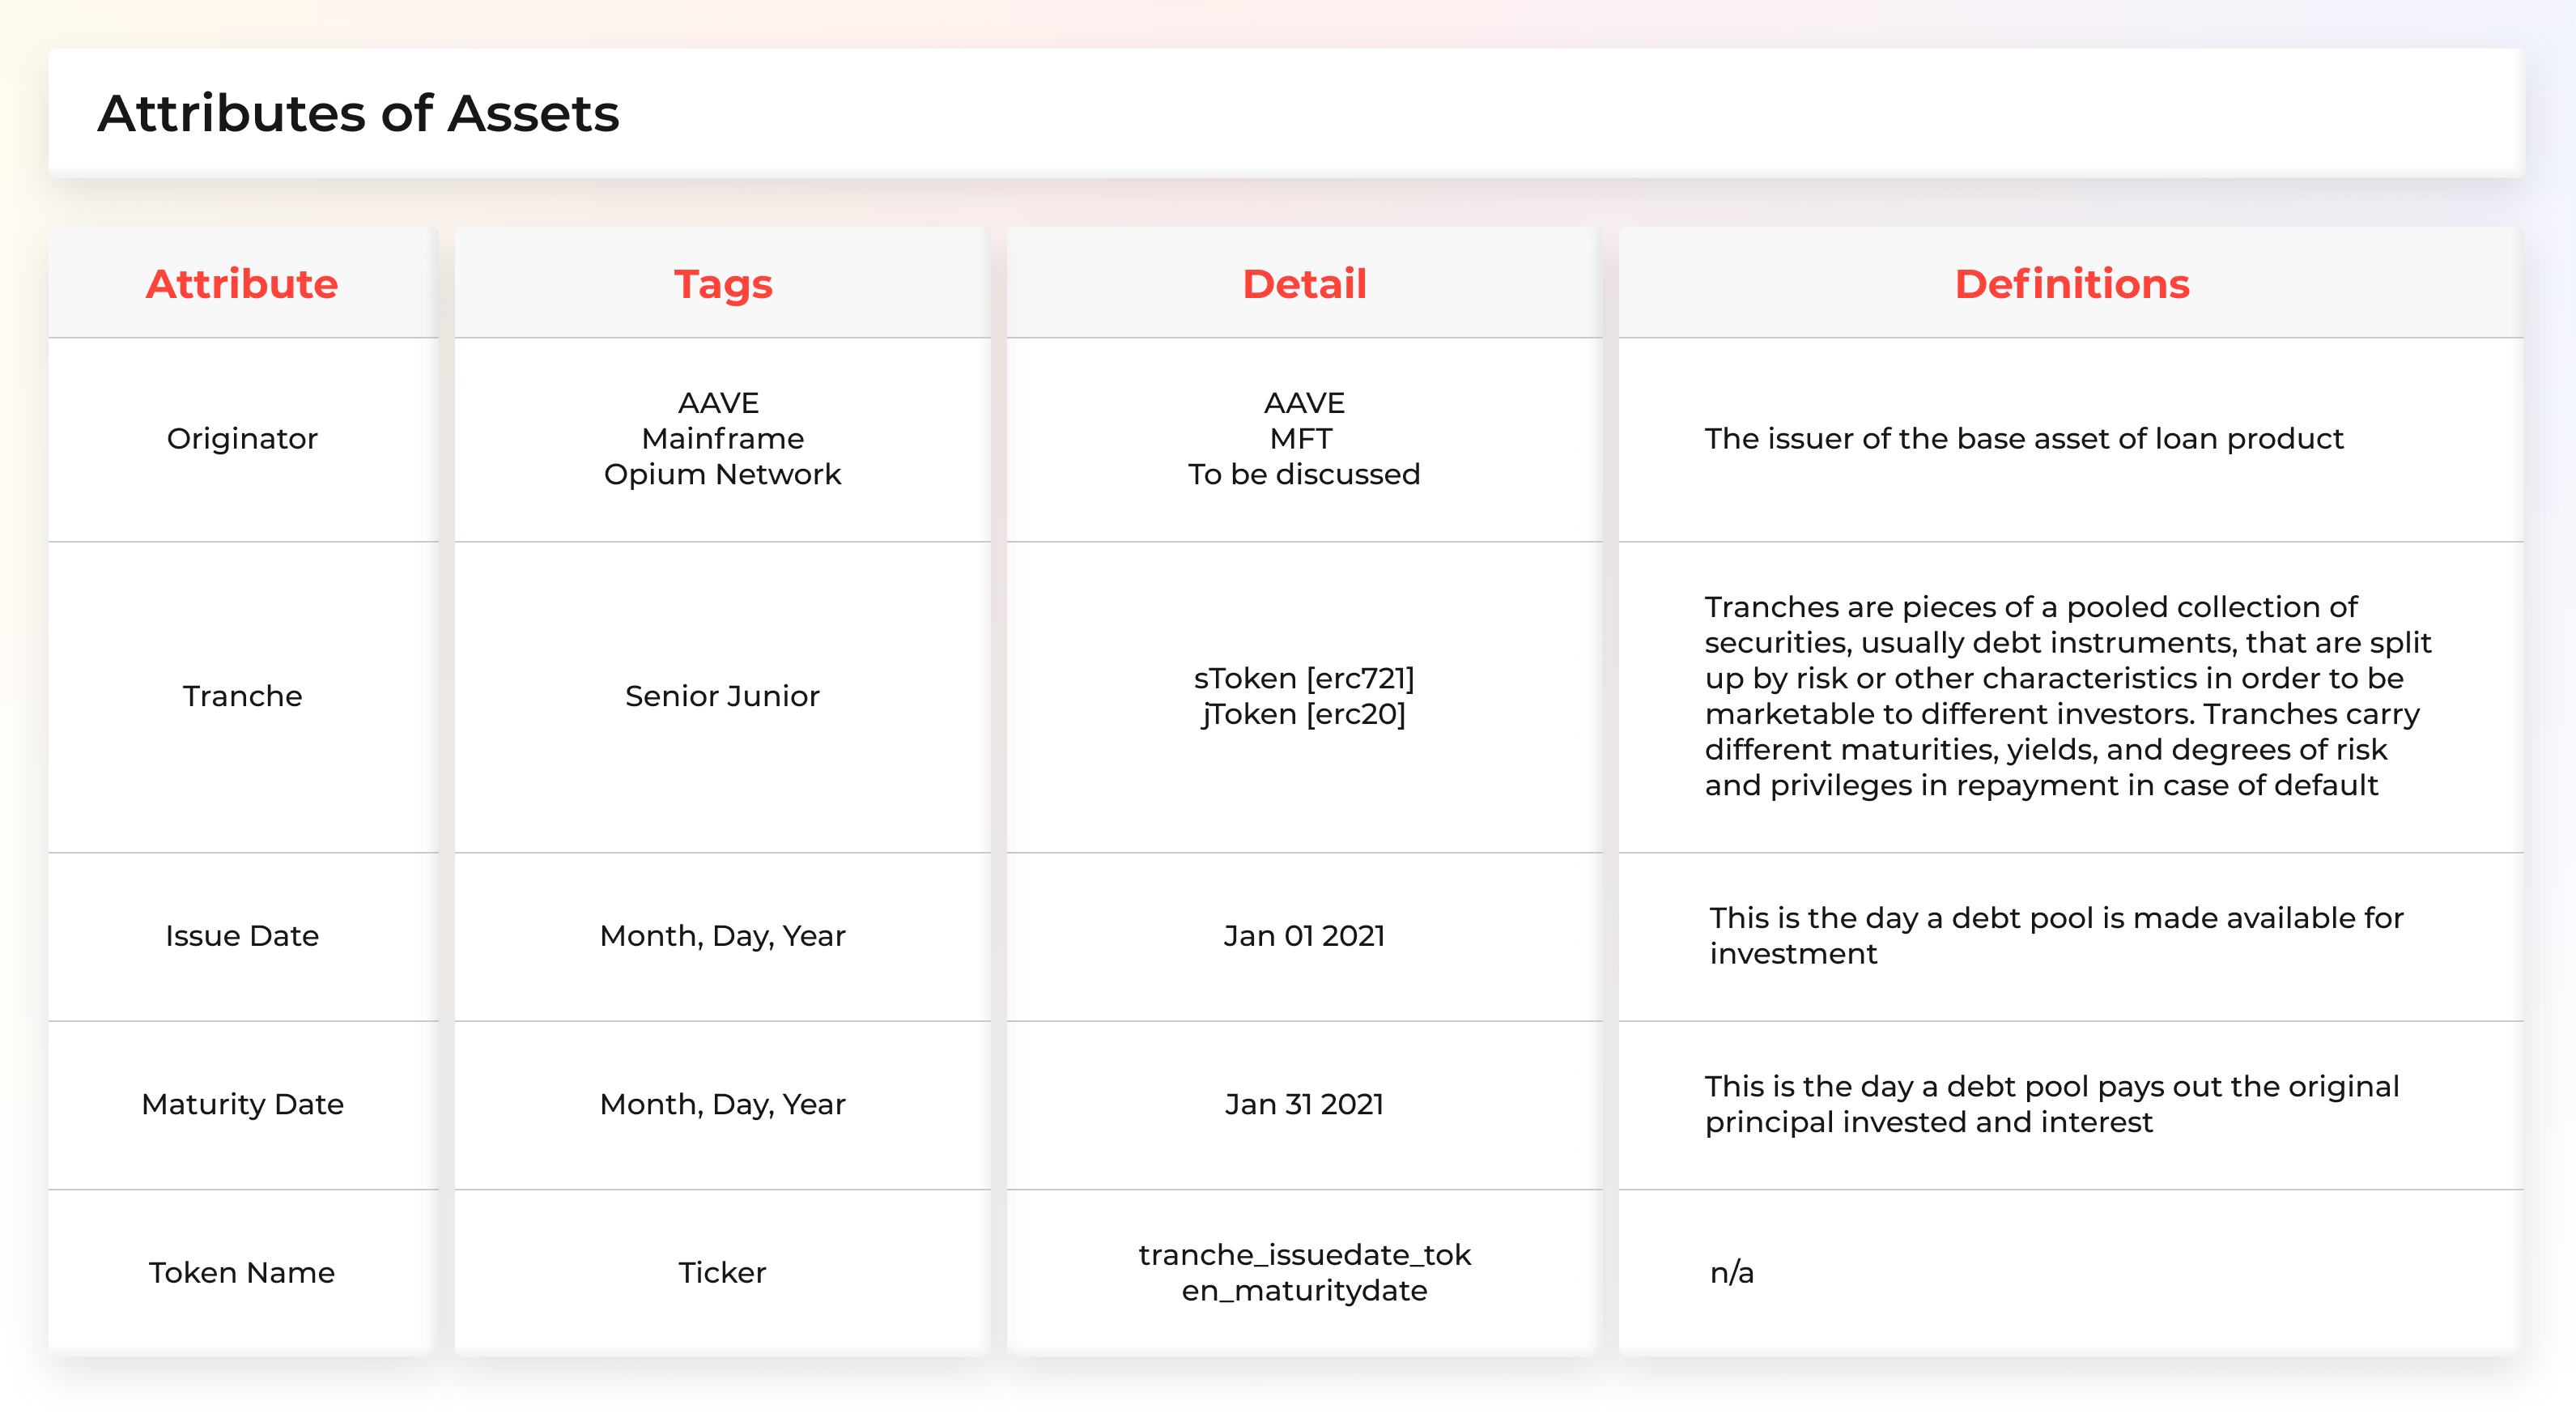 Attributes of Assets
Attribute
Tags
Detail
Definitions
Originator
AAVE
Mainframe
Opium Network
AAVE
MFT
To be discussed
The issuer of the base asset of loan product
Tranche
Senior Junior
sToken [erc721]
jToken [erc20]
Tranches are pieces of a pooled collection of
securities, usually debt instruments, that are split
up by risk or other characteristics in order to be
marketable to different investors. Tranches carry
different maturities, yields, and degrees of risk
and privileges in repayment in case of default
Issue Date
Month, Day, Year
Jan 01 2021
This is the day a debt pool is made available for
investment
Maturity Date
Month, Day, Year
Jan 31 2021
This is the day a debt pool pays out the original
principal invested and interest
Token Name
Ticker
tranche_issuedate_tok
en_maturitydate
n/a